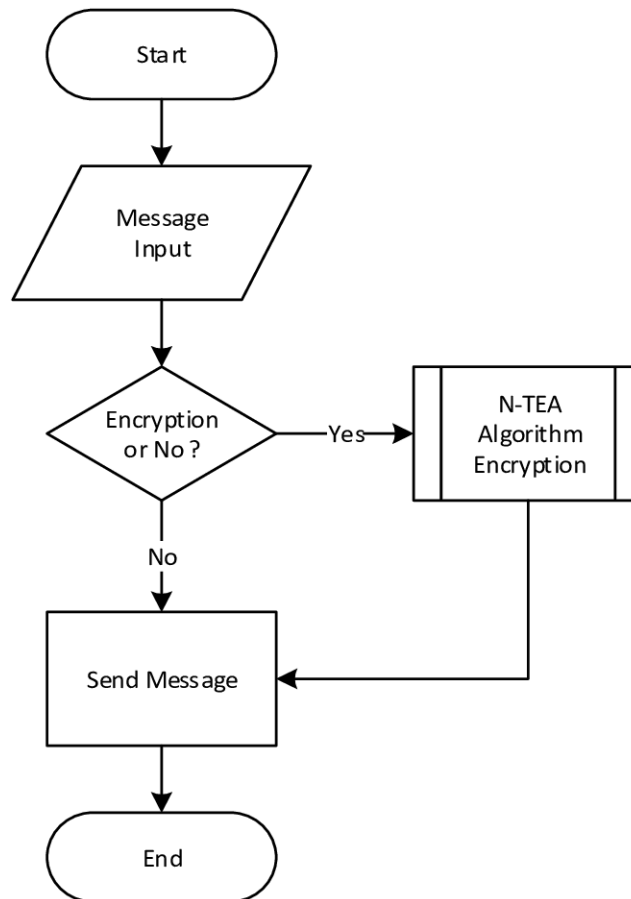 Start
Message
Input
Encryption
or No ?
Yes
N-TEA
Algorithm
Encryption
No
Send Message
End